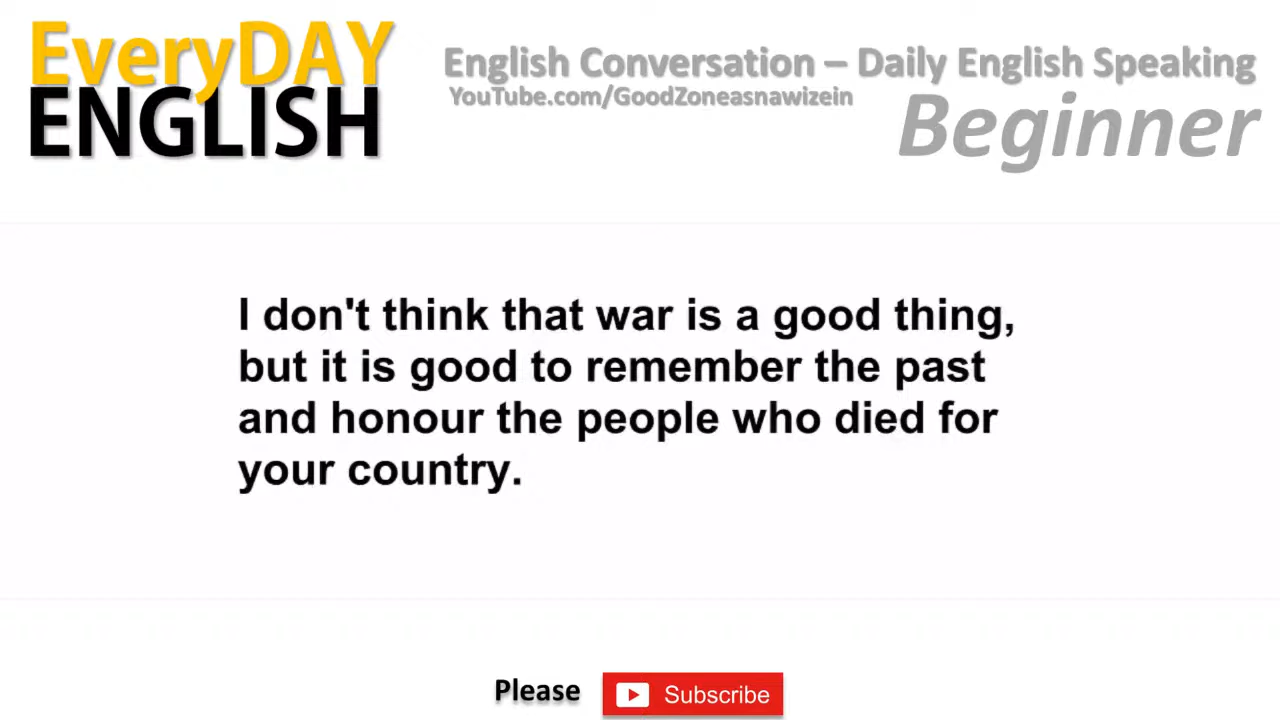 EveryDAY
ENGLISH
English Conversation – Daily English Speaking
YouTube.com/GoodZoneasnawizein
Beginner
I don't think that war is a good thing,
but it is good to remember the past
and honour the people who died for
your country.
Please
Subscribe